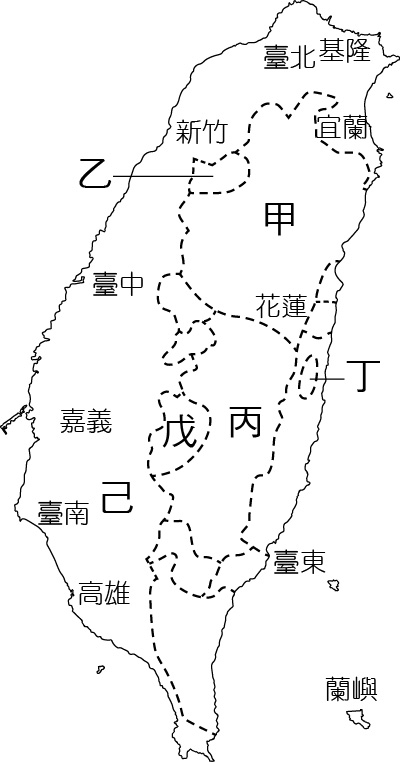 基隆
臺北
宜蘭
新竹
乙
甲
臺中
花蓮
丁
嘉義
戊
丙
己
臺南
臺東
高雄
蘭嶼